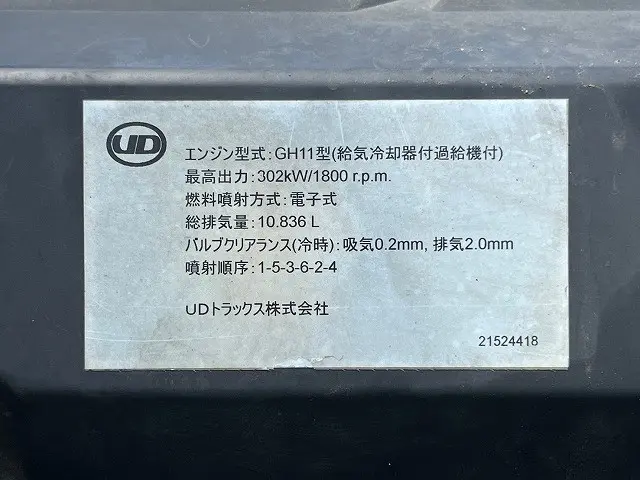 UD
エンジン型式:GH11型(給気冷却器付過給機付)
最高出力:302kW/1800 r.p.m.
燃料噴射方式:電子式
総排気量:10.836 L
バルブクリアランス(冷時):吸気0.2mm, 排気2.0mm
噴射順序:1-5-3-6-2-4
UDトラックス株式会社
21524418